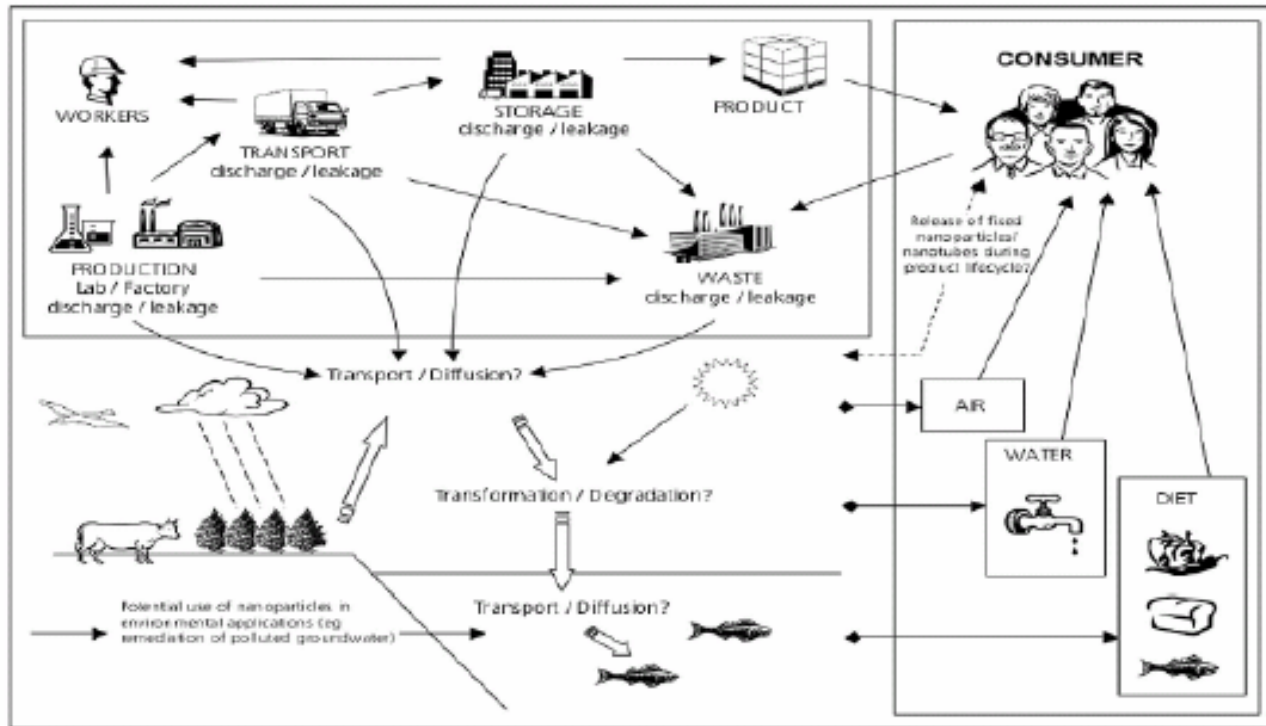 WORKERS
TRANSPORT
discharge / leakage
STORAGE
discharge / leakage
PRODUCT
PRODUCTION
Lab / Factory
discharge / leakage
WASTE
discharge / leakage
CONSUMER
Release of fixed
nanoparticles/
nanotubes during
product lifecycle?
Transport / Diffusion?
AIR
WATER
DIET
Transformation / Degradation?
Potential use of nanoparticles in
environmental applications (eg
remediation of polluted groundwater)
Transport / Diffusion?